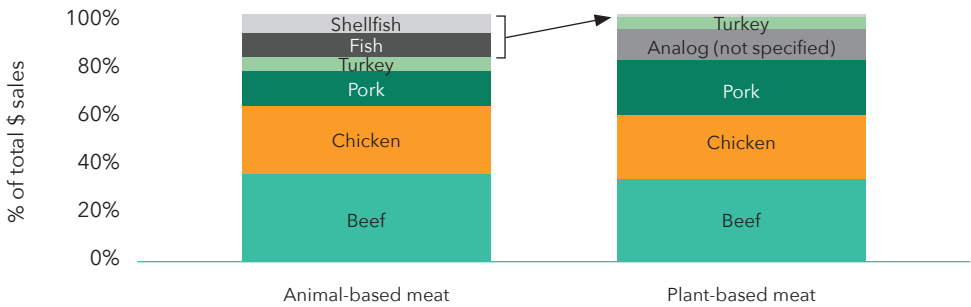 % of total $ sales
100%
80%
60%
40%
20%
0%
Shellfish
Fish
Turkey
Pork
Chicken
Beef
Turkey
Analog (not specified)
Pork
Chicken
Beef
Animal-based meat
Plant-based meat